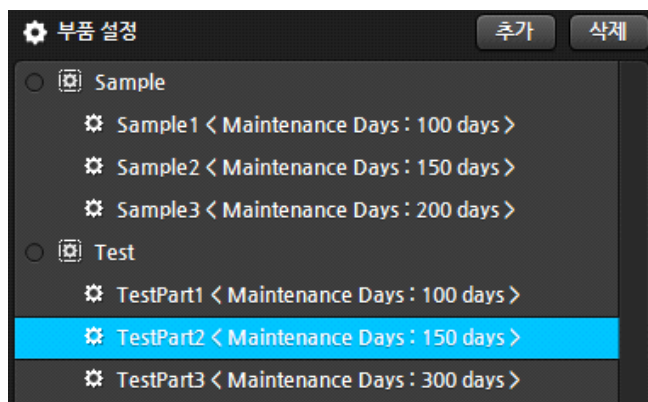 부품 설정 추가 삭제
Sample
Sample1 < Maintenance Days : 100 days >
Sample2 < Maintenance Days : 150 days >
Sample3 < Maintenance Days : 200 days >
Test
TestPart1 < Maintenance Days : 100 days >
TestPart2 < Maintenance Days : 150 days >
TestPart3 < Maintenance Days : 300 days >